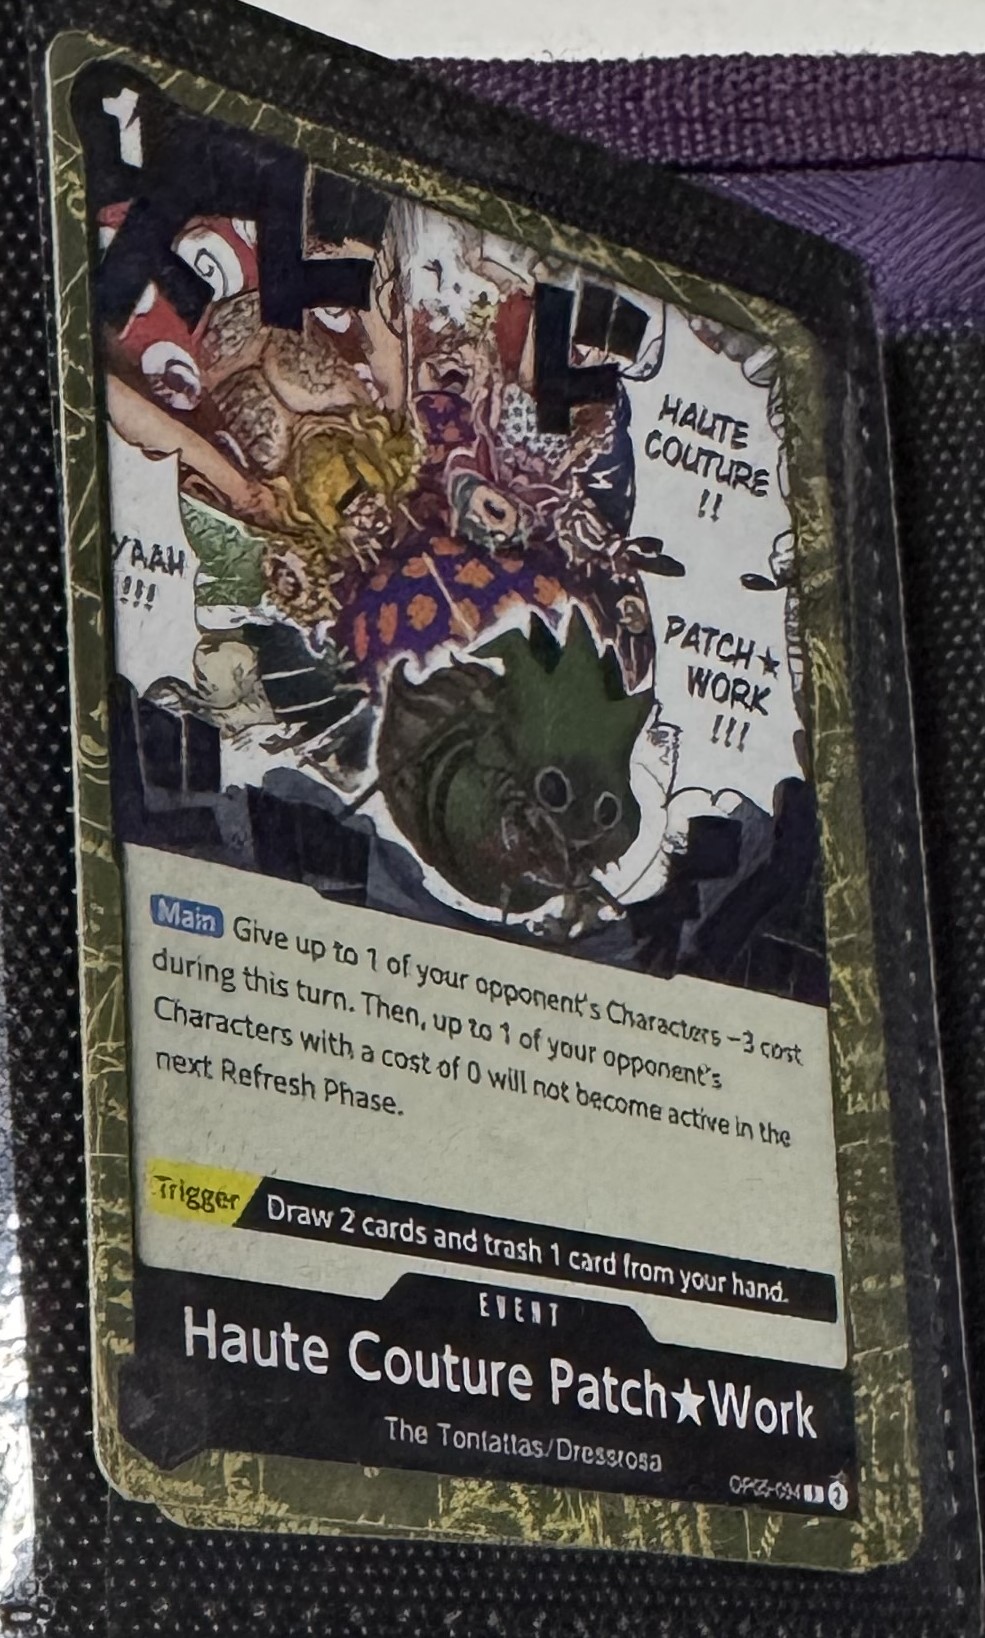 1
HAUTE
COUTURE
!!
YAAH
!!!
PATCH★
WORK
!!!
Main Give up to 1 of your opponent's Characters −3 cost
during this turn. Then, up to 1 of your opponent's
Characters with a cost of 0 will not become active in the
next Refresh Phase.
Trigger Draw 2 cards and trash 1 card from your hand.
EVENT
Haute Couture Patch★Work
The Tontattas/Dressrosa
2